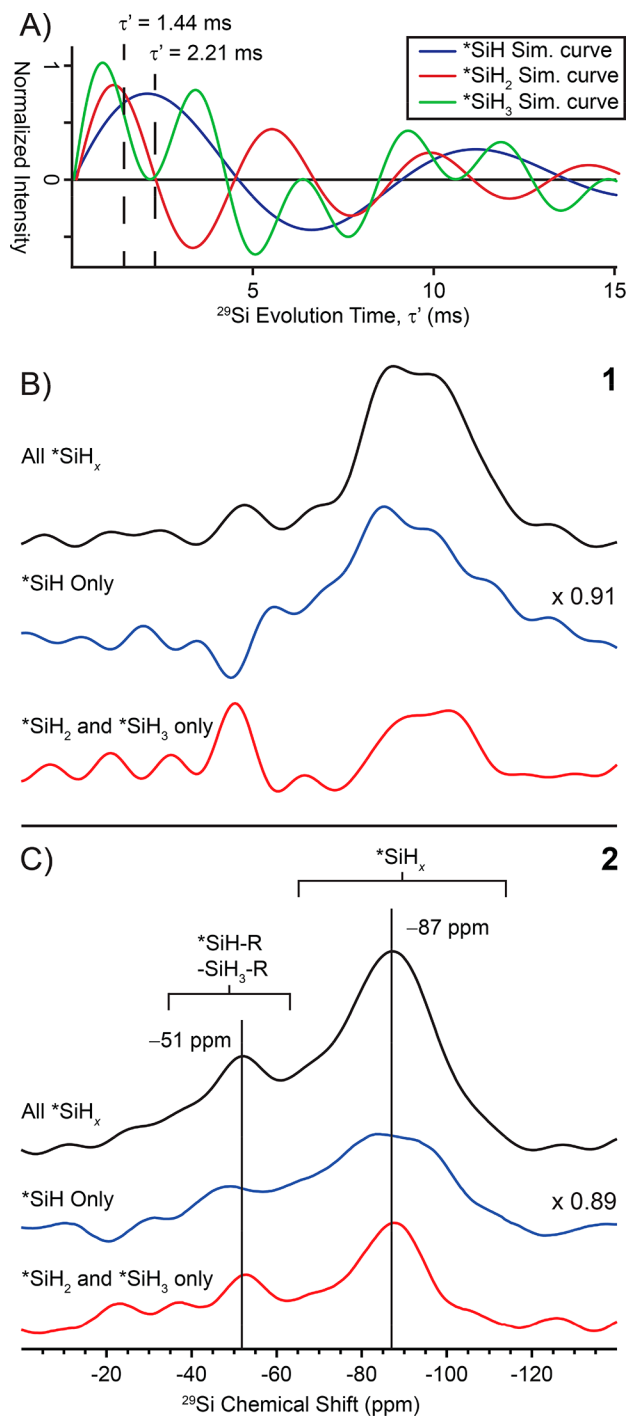 A)
τ' = 1.44 ms
τ' = 2.21 ms
*SiH Sim. curve
*SiH₂ Sim. curve
*SiH₃ Sim. curve
Normalized Intensity
1
0
5
10
15
²⁹Si Evolution Time, τ' (ms)
B)
1
All *SiHₓ
*SiH Only
x 0.91
*SiH₂ and *SiH₃ only
C)
2
*SiHₓ
*SiH-R
-SiH₃-R
−87 ppm
−51 ppm
All *SiHₓ
*SiH Only
x 0.89
*SiH₂ and *SiH₃ only
-20
-40
-60
-80
-100
-120
²⁹Si Chemical Shift (ppm)